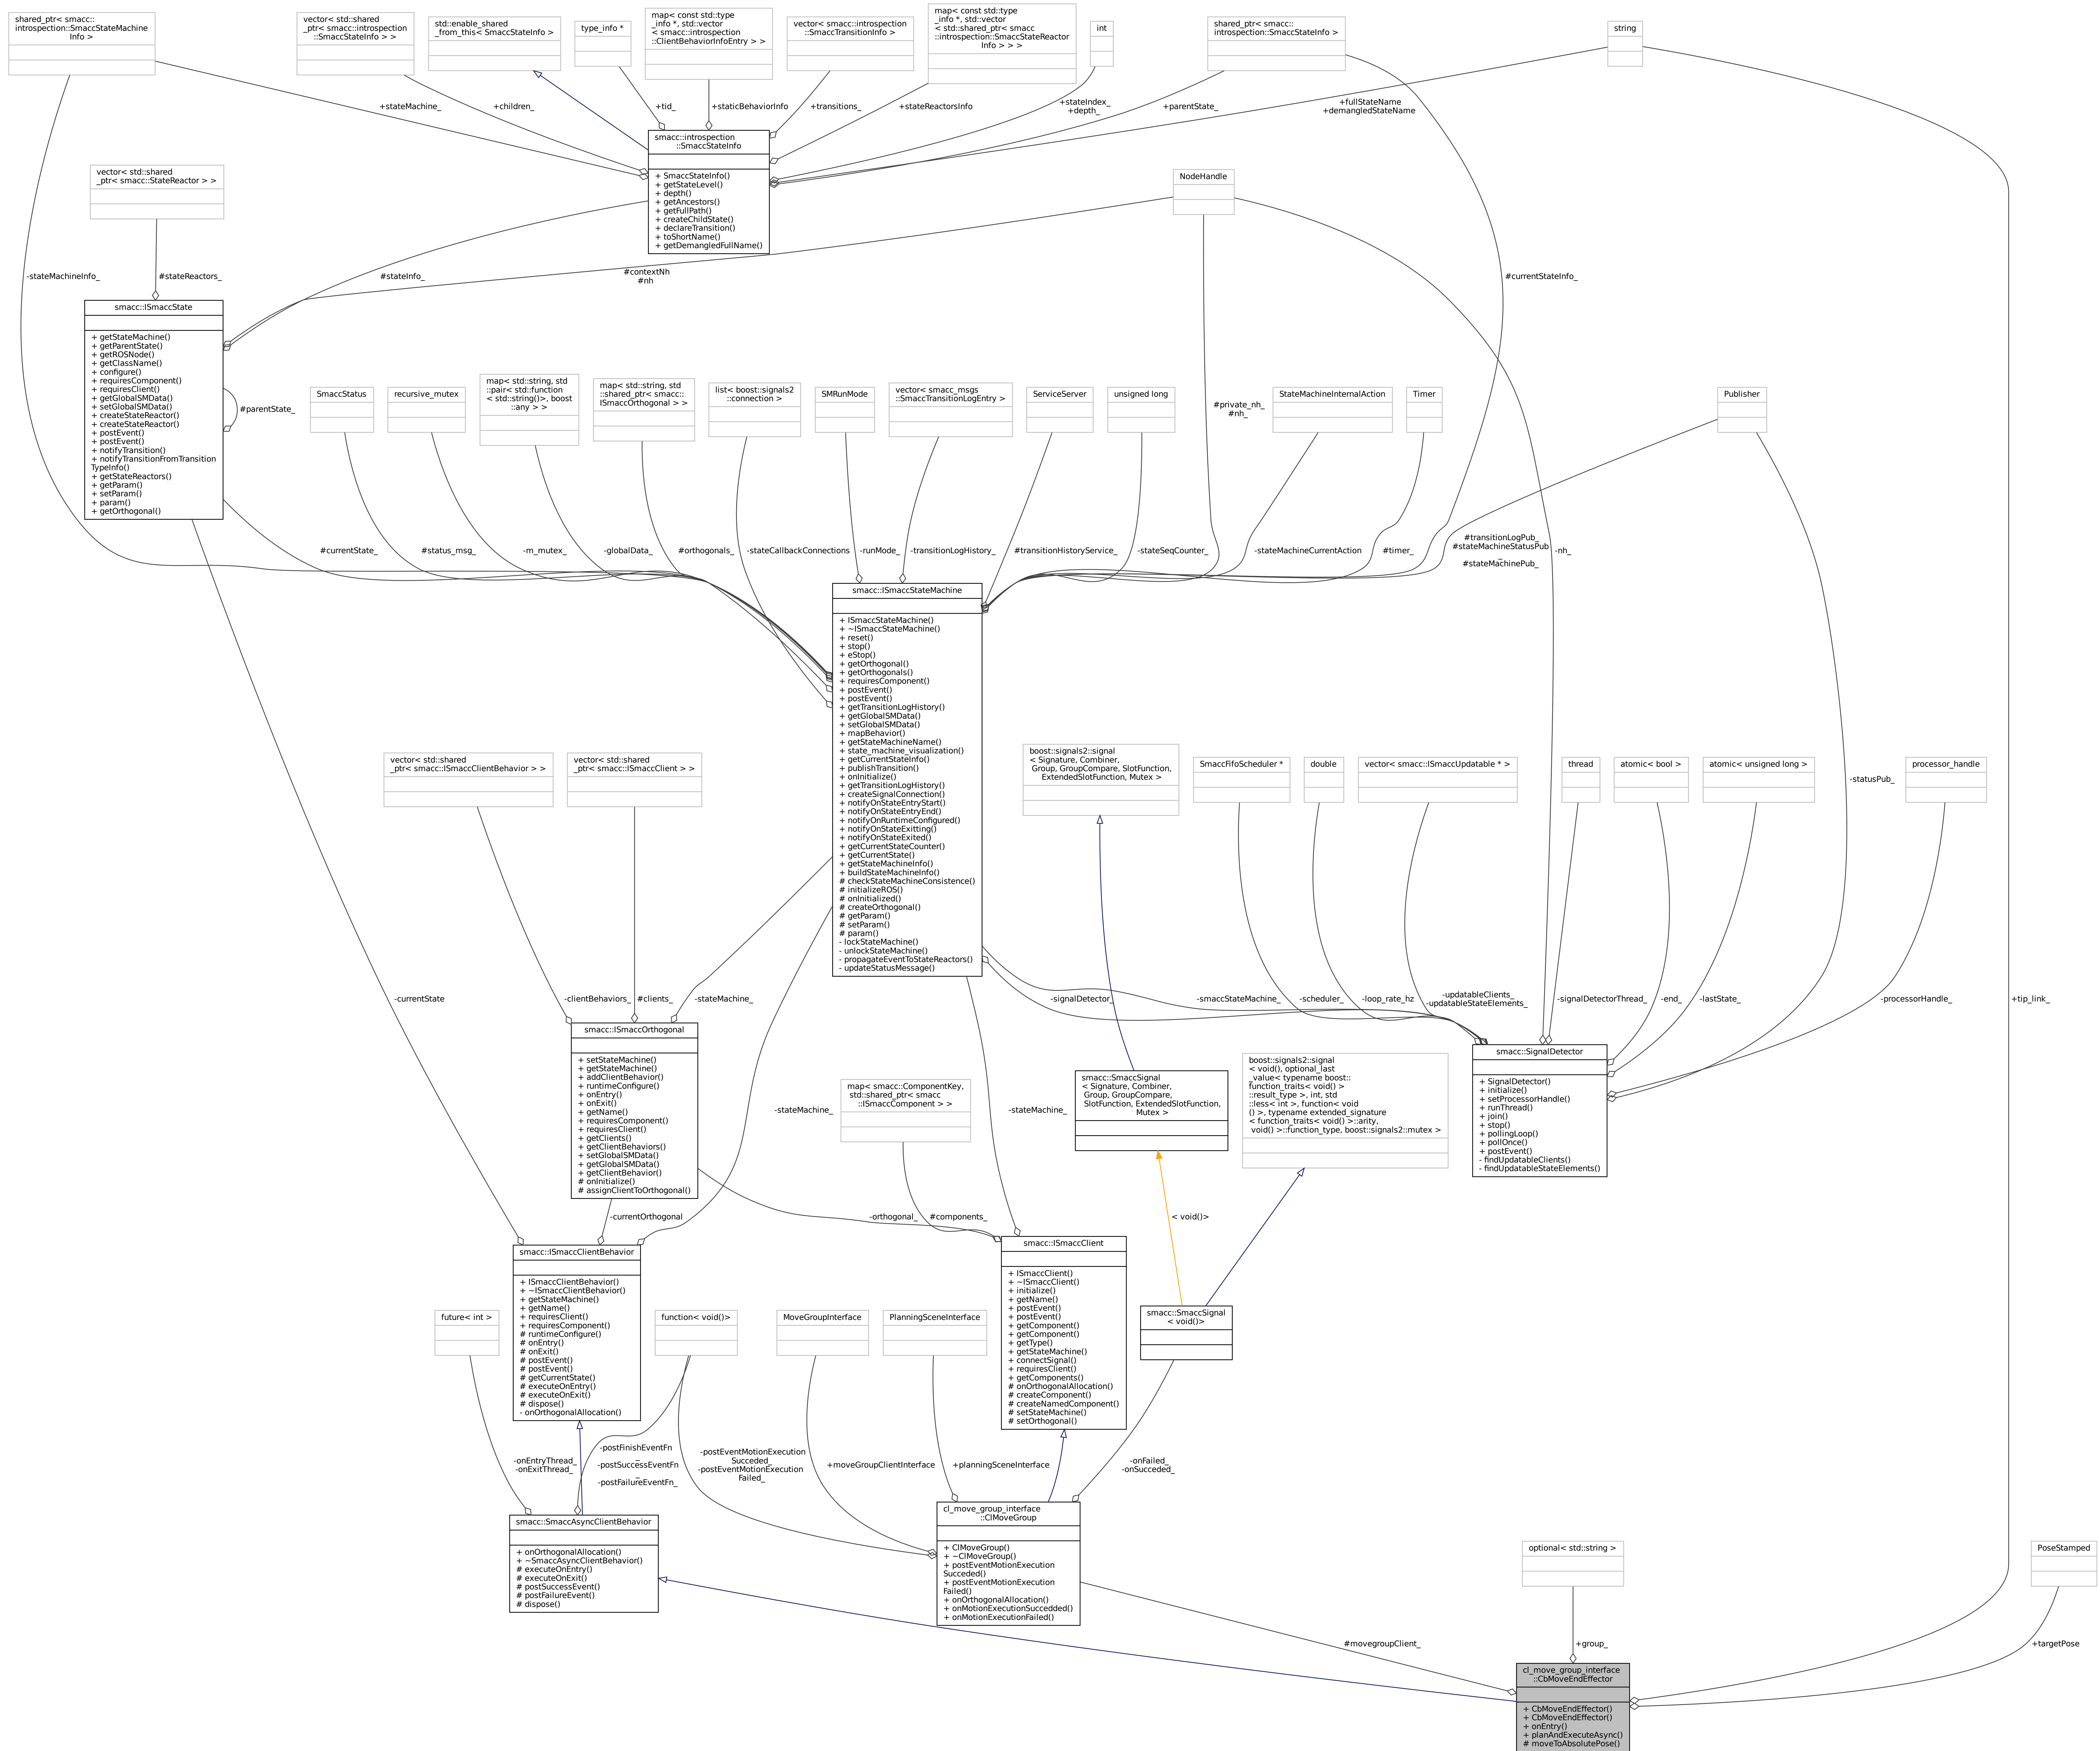 shared_ptr< smacc::
introspection::SmaccStateMachine
Info >
vector< std::shared
_ptr< smacc::introspection
::SmaccStateInfo > >
std::enable_shared
_from_this< SmaccStateInfo >
type_info *
map< const std::type
_info *, std::vector
< smacc::introspection
::ClientBehaviorInfoEntry > >
vector< smacc::introspection
::SmaccTransitionInfo >
map< const std::type
_info *, std::vector
< std::shared_ptr< smacc
::introspection::SmaccStateReactor
Info > > >
int
shared_ptr< smacc::
introspection::SmaccStateInfo >
string
+stateMachine_
+children_
+tid_
+staticBehaviorInfo
+transitions_
+stateReactorsInfo
+stateIndex_
+depth_
+parentState_
+fullStateName
+demangledStateName
smacc::introspection
::SmaccStateInfo
+ SmaccStateInfo()
+ getStateLevel()
+ depth()
+ getAncestors()
+ getFullPath()
+ createChildState()
+ declareTransition()
+ toShortName()
+ getDemangledFullName()
vector< std::shared
_ptr< smacc::StateReactor > >
NodeHandle
-stateMachineInfo_
#stateReactors_
#stateInfo_
#contextNh
#nh
#currentStateInfo_
smacc::ISmaccState
+ getStateMachine()
+ getParentState()
+ getROSNode()
+ getClassName()
+ configure()
+ requiresComponent()
+ requiresClient()
+ getGlobalSMData()
+ setGlobalSMData()
+ createStateReactor()
+ createStateReactor()
+ postEvent()
+ postEvent()
+ notifyTransition()
+ notifyTransitionFromTransition
TypeInfo()
+ getStateReactors()
+ getParam()
+ setParam()
+ param()
+ getOrthogonal()
#parentState_
SmaccStatus
recursive_mutex
map< std::string, std
::pair< std::function
< std::string()>, boost
::any > >
map< std::string, std
::shared_ptr< smacc::
ISmaccOrthogonal > >
list< boost::signals2
::connection >
SMRunMode
vector< smacc_msgs
::SmaccTransitionLogEntry >
ServiceServer
unsigned long
#private_nh_
#nh_
StateMachineInternalAction
Timer
Publisher
#currentState_
#status_msg_
-m_mutex_
-globalData_
#orthogonals_
-stateCallbackConnections
-runMode_
-transitionLogHistory_
#transitionHistoryService_
-stateSeqCounter_
-stateMachineCurrentAction
#timer_
#transitionLogPub_
#stateMachineStatusPub
_
#stateMachinePub_
-nh_
smacc::ISmaccStateMachine
+ ISmaccStateMachine()
+ ~ISmaccStateMachine()
+ reset()
+ stop()
+ eStop()
+ getOrthogonal()
+ getOrthogonals()
+ requiresComponent()
+ postEvent()
+ postEvent()
+ getTransitionLogHistory()
+ getGlobalSMData()
+ setGlobalSMData()
+ mapBehavior()
+ getStateMachineName()
+ state_machine_visualization()
+ getCurrentStateInfo()
+ publishTransition()
+ onInitialize()
+ getTransitionLogHistory()
+ createSignalConnection()
+ notifyOnStateEntryStart()
+ notifyOnStateEntryEnd()
+ notifyOnRuntimeConfigured()
+ notifyOnStateExitting()
+ notifyOnStateExited()
+ getCurrentStateCounter()
+ getCurrentState()
+ getStateMachineInfo()
+ buildStateMachineInfo()
# checkStateMachineConsistence()
# initializeROS()
# onInitialized()
# createOrthogonal()
# getParam()
# setParam()
# param()
- lockStateMachine()
- unlockStateMachine()
- propagateEventToStateReactors()
- updateStatusMessage()
vector< std::shared
_ptr< smacc::ISmaccClientBehavior > >
vector< std::shared
_ptr< smacc::ISmaccClient > >
boost::signals2::signal
< Signature, Combiner,
Group, GroupCompare, SlotFunction,
ExtendedSlotFunction, Mutex >
SmaccFifoScheduler *
double
vector< smacc::ISmaccUpdatable * >
thread
atomic< bool >
atomic< unsigned long >
-statusPub_
processor_handle
-currentState
-clientBehaviors_
#clients_
-stateMachine_
-signalDetector_
-smaccStateMachine_
-scheduler_
-loop_rate_hz
-updatableClients_
-updatableStateElements_
-signalDetectorThread_
-end_
-lastState_
-processorHandle_
+tip_link_
smacc::ISmaccOrthogonal
+ setStateMachine()
+ getStateMachine()
+ addClientBehavior()
+ runtimeConfigure()
+ onEntry()
+ onExit()
+ getName()
+ requiresComponent()
+ requiresClient()
+ getClients()
+ getClientBehaviors()
+ setGlobalSMData()
+ getGlobalSMData()
+ getClientBehavior()
# onInitialize()
# assignClientToOrthogonal()
-stateMachine_
map< smacc::ComponentKey,
std::shared_ptr< smacc
::ISmaccComponent > >
-stateMachine_
smacc::SmaccSignal
< Signature, Combiner,
Group, GroupCompare,
SlotFunction, ExtendedSlotFunction,
Mutex >
boost::signals2::signal
< void(), optional_last
_value< typename boost::
function_traits< void() >
::result_type >, int, std
::less< int >, function< void
() >, typename extended_signature
< function_traits< void() >::arity,
void() >::function_type, boost::signals2::mutex >
smacc::SignalDetector
+ SignalDetector()
+ initialize()
+ setProcessorHandle()
+ runThread()
+ join()
+ stop()
+ pollingLoop()
+ pollOnce()
+ postEvent()
- findUpdatableClients()
- findUpdatableStateElements()
-currentOrthogonal
-orthogonal_
#components_
< void()>
smacc::ISmaccClientBehavior
+ ISmaccClientBehavior()
+ ~ISmaccClientBehavior()
+ getStateMachine()
+ getName()
+ requiresClient()
+ requiresComponent()
# runtimeConfigure()
# onEntry()
# onExit()
# postEvent()
# postEvent()
# getCurrentState()
# executeOnEntry()
# executeOnExit()
# dispose()
- onOrthogonalAllocation()
smacc::ISmaccClient
+ ISmaccClient()
+ ~ISmaccClient()
+ initialize()
+ getName()
+ postEvent()
+ postEvent()
+ getComponent()
+ getComponent()
+ getType()
+ getStateMachine()
+ connectSignal()
+ requiresClient()
+ getComponents()
# onOrthogonalAllocation()
# createComponent()
# createNamedComponent()
# setStateMachine()
# setOrthogonal()
future< int >
function< void()>
MoveGroupInterface
PlanningSceneInterface
smacc::SmaccSignal
< void()>
-onEntryThread_
-onExitThread_
-postFinishEventFn
_
-postSuccessEventFn
_
-postFailureEventFn_
-postEventMotionExecution
Succeded_
-postEventMotionExecution
Failed_
+moveGroupClientInterface
+planningSceneInterface
-onFailed_
-onSucceded_
smacc::SmaccAsyncClientBehavior
+ onOrthogonalAllocation()
+ ~SmaccAsyncClientBehavior()
# executeOnEntry()
# executeOnExit()
# postSuccessEvent()
# postFailureEvent()
# dispose()
cl_move_group_interface
::ClMoveGroup
+ ClMoveGroup()
+ ~ClMoveGroup()
+ postEventMotionExecution
Succeded()
+ postEventMotionExecution
Failed()
+ onOrthogonalAllocation()
+ onMotionExecutionSuccedded()
+ onMotionExecutionFailed()
optional< std::string >
PoseStamped
#movegroupClient_
+group_
+targetPose
cl_move_group_interface
::CbMoveEndEffector
+ CbMoveEndEffector()
+ CbMoveEndEffector()
+ onEntry()
+ planAndExecuteAsync()
# moveToAbsolutePose()